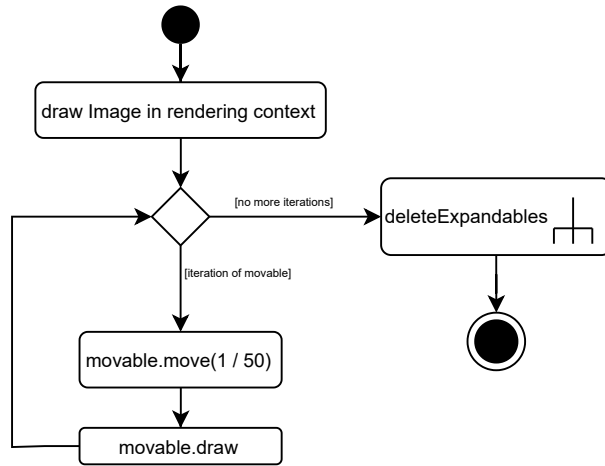 draw Image in rendering context
[no more iterations]
deleteExpandables
[iteration of movable]
movable.move(1 / 50)
movable.draw